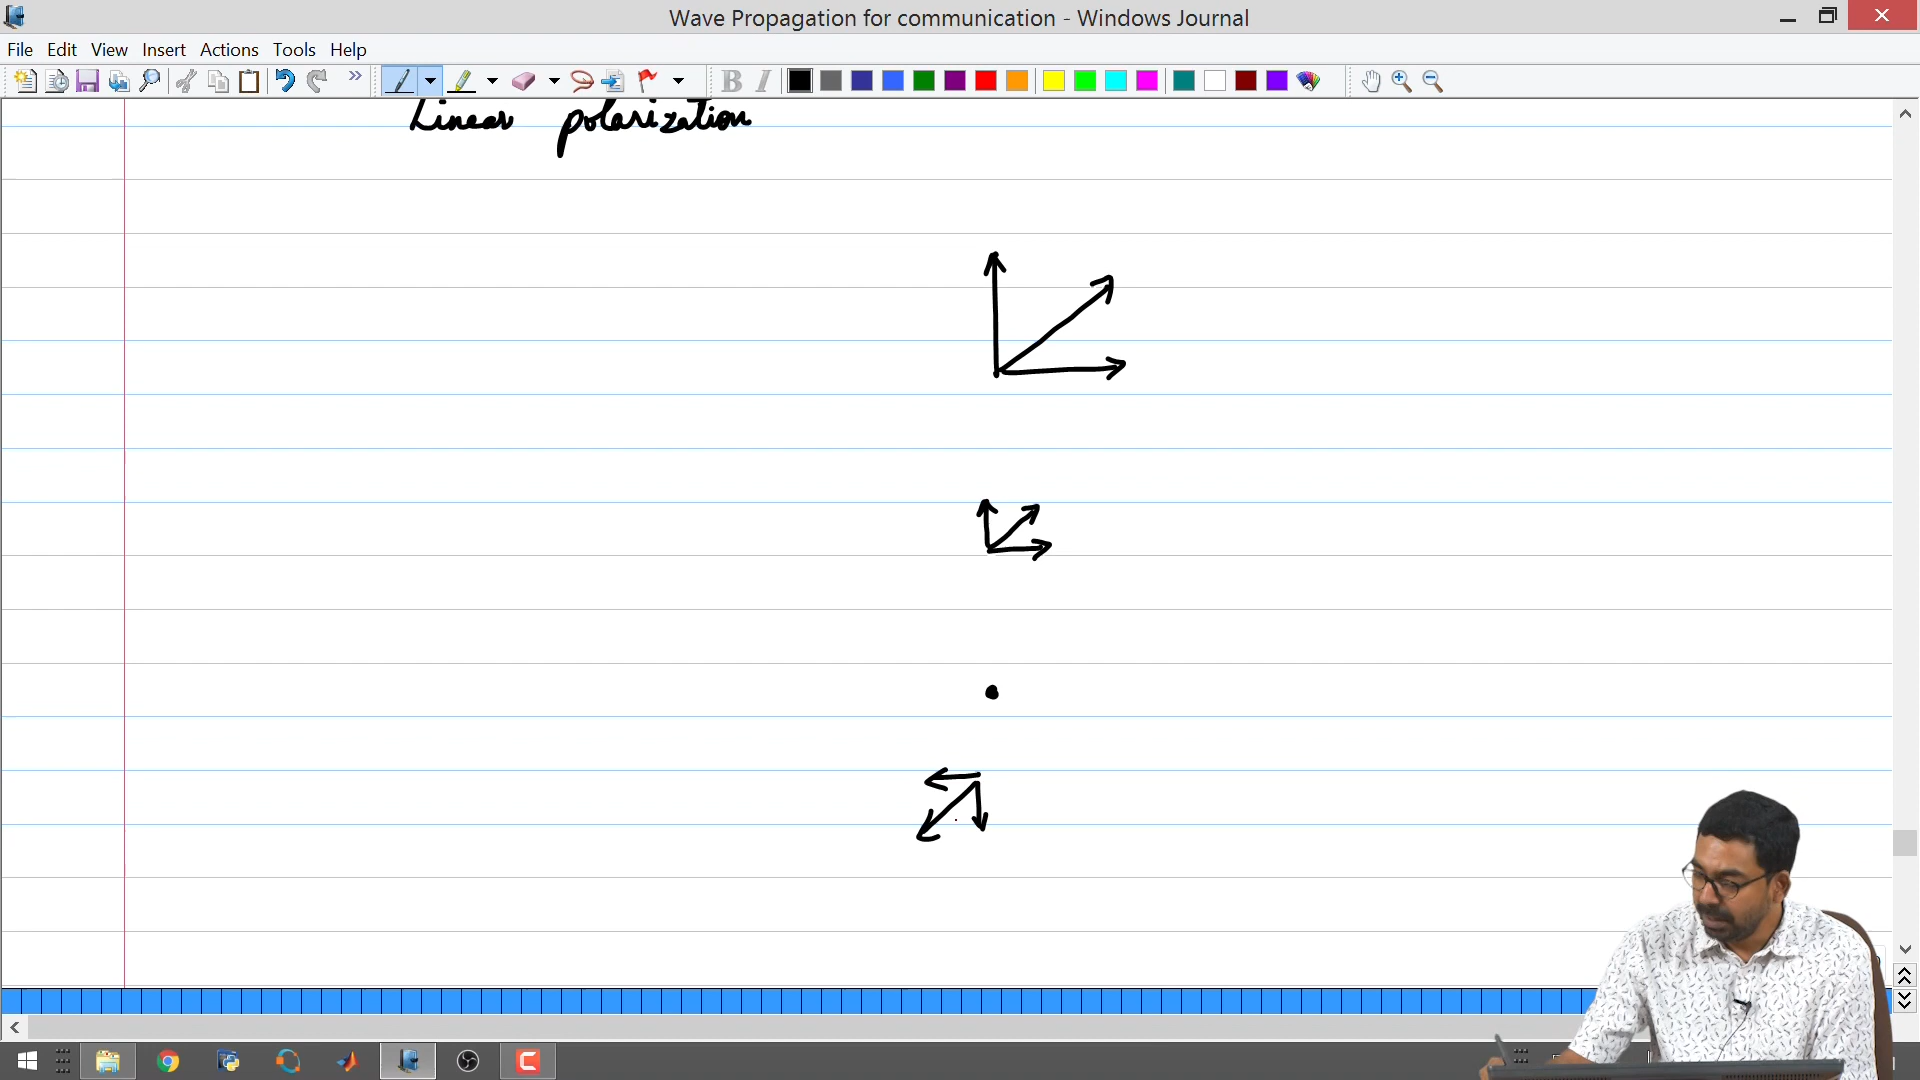 Wave Propagation for communication - Windows Journal
File Edit View Insert Actions Tools Help
B I
Linear polarization